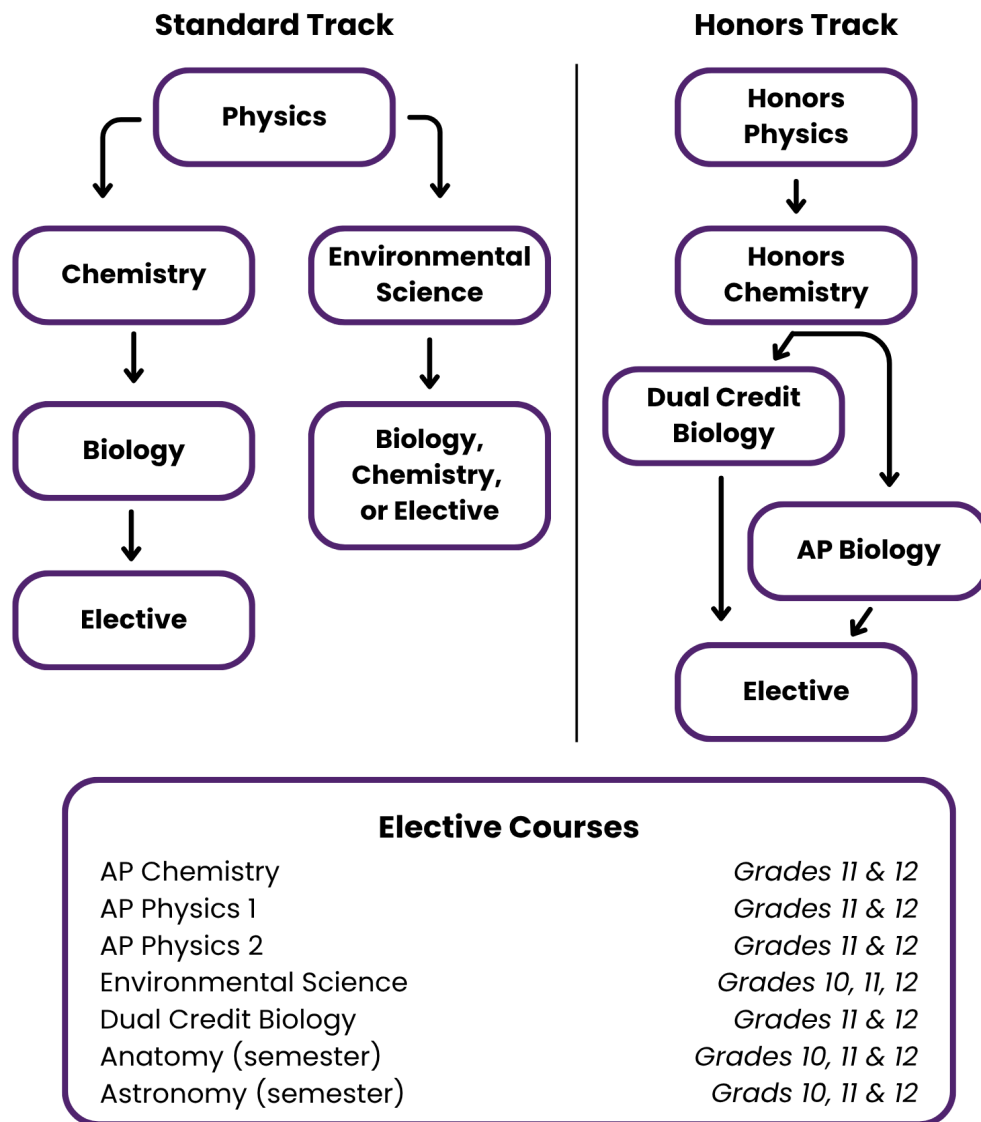 Standard Track
Physics
Chemistry
Environmental
Science
Biology
Biology,
Chemistry,
or Elective
Elective
Honors Track
Honors
Physics
Honors
Chemistry
Dual Credit
Biology
AP Biology
Elective
Elective Courses
AP Chemistry Grades 11 & 12
AP Physics 1 Grades 11 & 12
AP Physics 2 Grades 11 & 12
Environmental Science Grades 10, 11, 12
Dual Credit Biology Grades 11 & 12
Anatomy (semester) Grades 10, 11 & 12
Astronomy (semester) Grads 10, 11 & 12